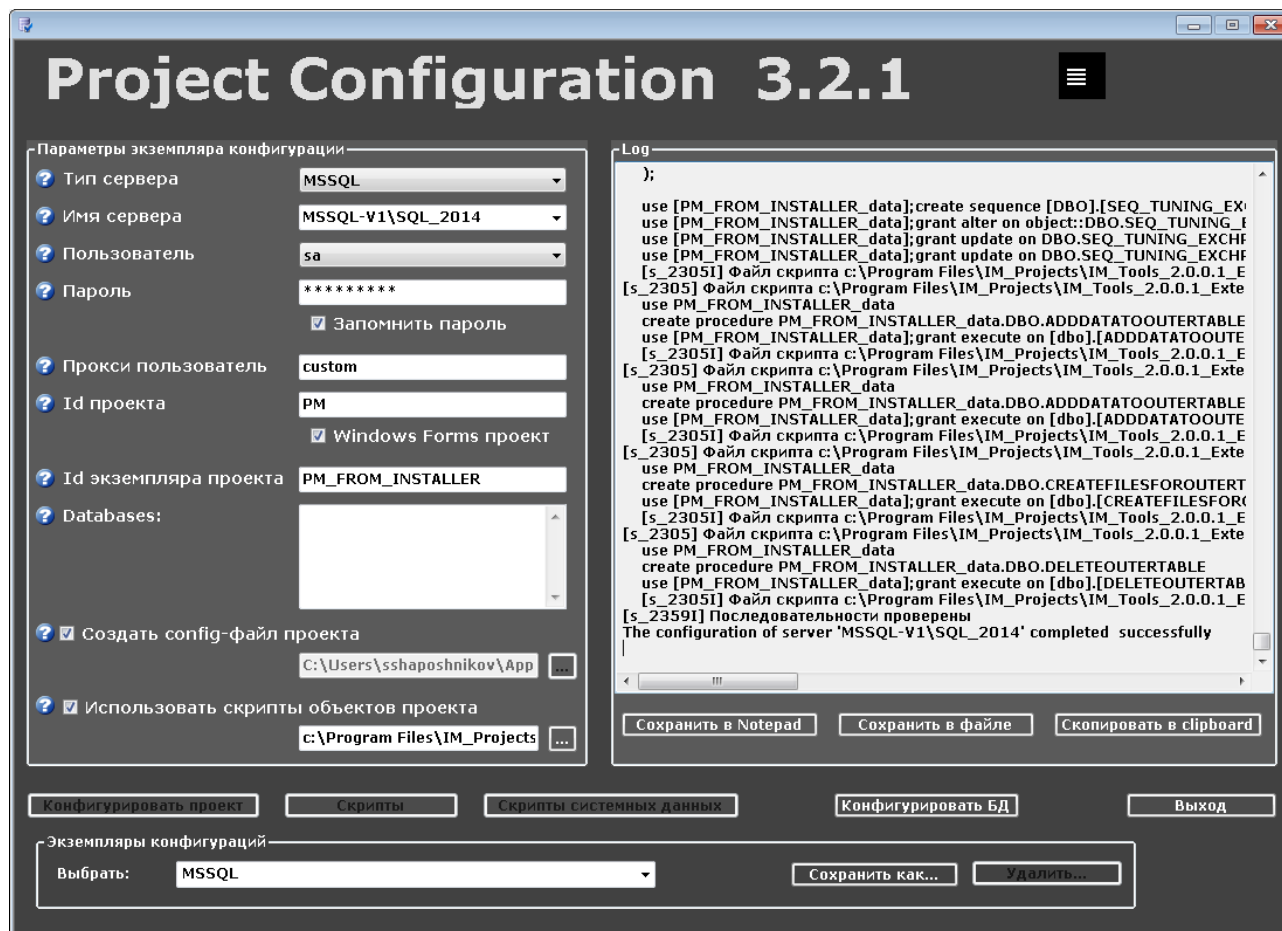 Project Configuration 3.2.1
Параметры экземпляра конфигурации
Тип сервера
MSSQL
Имя сервера
MSSQL-V1\SQL_2014
Пользователь
sa
Пароль
*********
Запомнить пароль
Прокси пользователь
custom
Id проекта
PM
Windows Forms проект
Id экземпляра проекта
PM_FROM_INSTALLER
Databases:
Создать config-файл проекта
C:\Users\sshaposhnikov\App
...
Использовать скрипты объектов проекта
c:\Program Files\IM_Projects
...
Log
);
use [PM_FROM_INSTALLER_data];create sequence [DBO].[SEQ_TUNING_EX
use [PM_FROM_INSTALLER_data];grant alter on object::DBO.SEQ_TUNING_E
use [PM_FROM_INSTALLER_data];grant update on DBO.SEQ_TUNING_EXCHF
use [PM_FROM_INSTALLER_data];grant update on DBO.SEQ_TUNING_EXCHF
[s_2305I] Файл скрипта c:\Program Files\IM_Projects\IM_Tools_2.0.0.1_E
[s_2305] Файл скрипта c:\Program Files\IM_Projects\IM_Tools_2.0.0.1_Exte
use PM_FROM_INSTALLER_data
create procedure PM_FROM_INSTALLER_data.DBO.ADDDATATOOUTERTABLE
use [PM_FROM_INSTALLER_data];grant execute on [dbo].[ADDDATATOOUTE
[s_2305I] Файл скрипта c:\Program Files\IM_Projects\IM_Tools_2.0.0.1_E
[s_2305] Файл скрипта c:\Program Files\IM_Projects\IM_Tools_2.0.0.1_Exte
use PM_FROM_INSTALLER_data
create procedure PM_FROM_INSTALLER_data.DBO.ADDDATATOOUTERTABLE
use [PM_FROM_INSTALLER_data];grant execute on [dbo].[ADDDATATOOUTE
[s_2305I] Файл скрипта c:\Program Files\IM_Projects\IM_Tools_2.0.0.1_E
[s_2305] Файл скрипта c:\Program Files\IM_Projects\IM_Tools_2.0.0.1_Exte
use PM_FROM_INSTALLER_data
create procedure PM_FROM_INSTALLER_data.DBO.CREATEFILESFOROUTERT
use [PM_FROM_INSTALLER_data];grant execute on [dbo].[CREATEFILESFORO
[s_2305I] Файл скрипта c:\Program Files\IM_Projects\IM_Tools_2.0.0.1_E
[s_2305] Файл скрипта c:\Program Files\IM_Projects\IM_Tools_2.0.0.1_Exte
use PM_FROM_INSTALLER_data
create procedure PM_FROM_INSTALLER_data.DBO.DELETEOUTERTABLE
use [PM_FROM_INSTALLER_data];grant execute on [dbo].[DELETEOUTERTAB
[s_2305I] Файл скрипта c:\Program Files\IM_Projects\IM_Tools_2.0.0.1_E
[s_2359I] Последовательности проверены
The configuration of server 'MSSQL-V1\SQL_2014' completed successfully
Сохранить в Notepad
Сохранить в файле
Скопировать в clipboard
Конфигурировать проект
Скрипты
Скрипты системных данных
Конфигурировать БД
Выход
Экземпляры конфигураций
Выбрать:
MSSQL
Сохранить как...
Удалить...